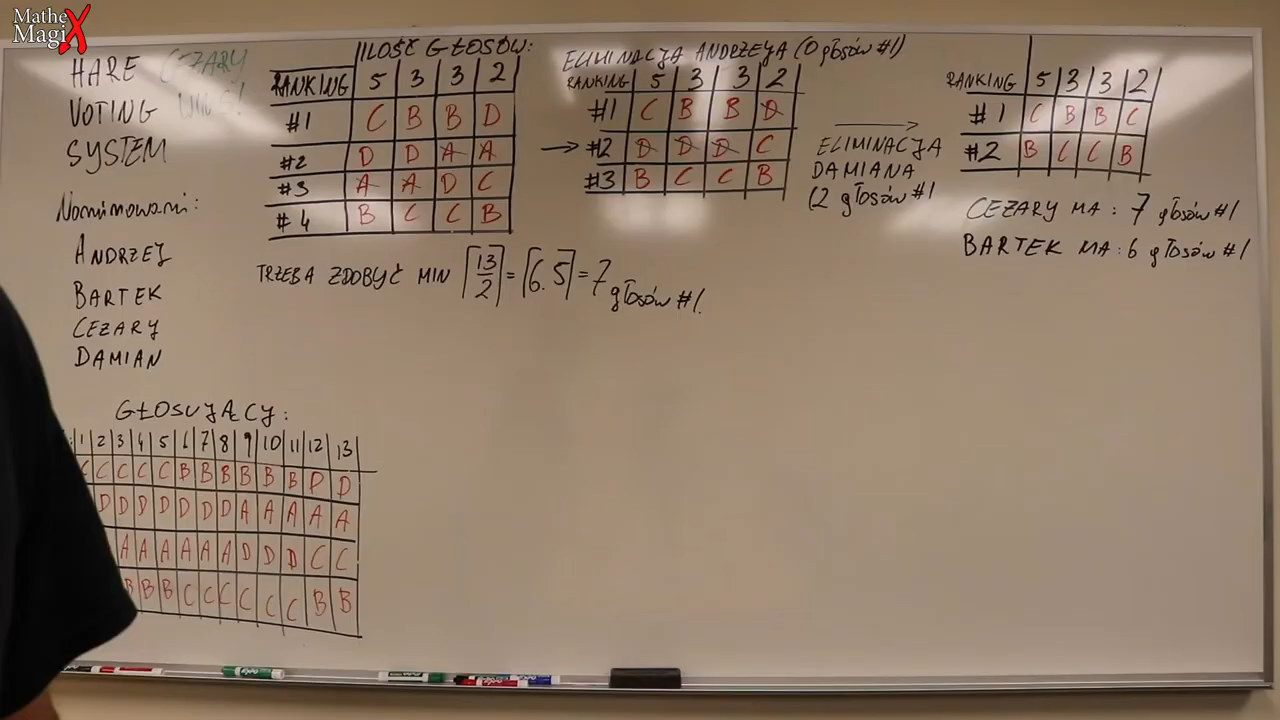 Mathe
MagiX
HARE
VOTING
SYSTEM
CEZARY
Nominowani:
ANDRZEJ
BARTEK
CEZARY
DAMIAN
ILOŚĆ GŁOSÓW:
RANKING 5 3 3 2
#1 C B B D
#2 D D A A
#3 A A D C
#4 B C C B
TRZEBA ZDOBYĆ MIN ⌈13/2⌉=⌈6.5⌉=7 głosów #1.
ELIMINACJA ANDRZEJA (0 głosów #1)
RANKING 5 3 3 2
#1 C B B D
→ #2 D D D C
#3 B C C B
ELIMINACJA
DAMIANA
(2 głosów #1
RANKING 5 3 3 2
#1 C B B C
#2 B C C B
CEZARY MA: 7 głosów #1
BARTEK MA: 6 głosów #1
GŁOSUJĄCY:
1 2 3 4 5 6 7 8 9 10 11 12 13
C C C C C B B B B B B D D
D D D D D D D A A A A A
A A A A A A D D D C C
B B B C C C C C C B B